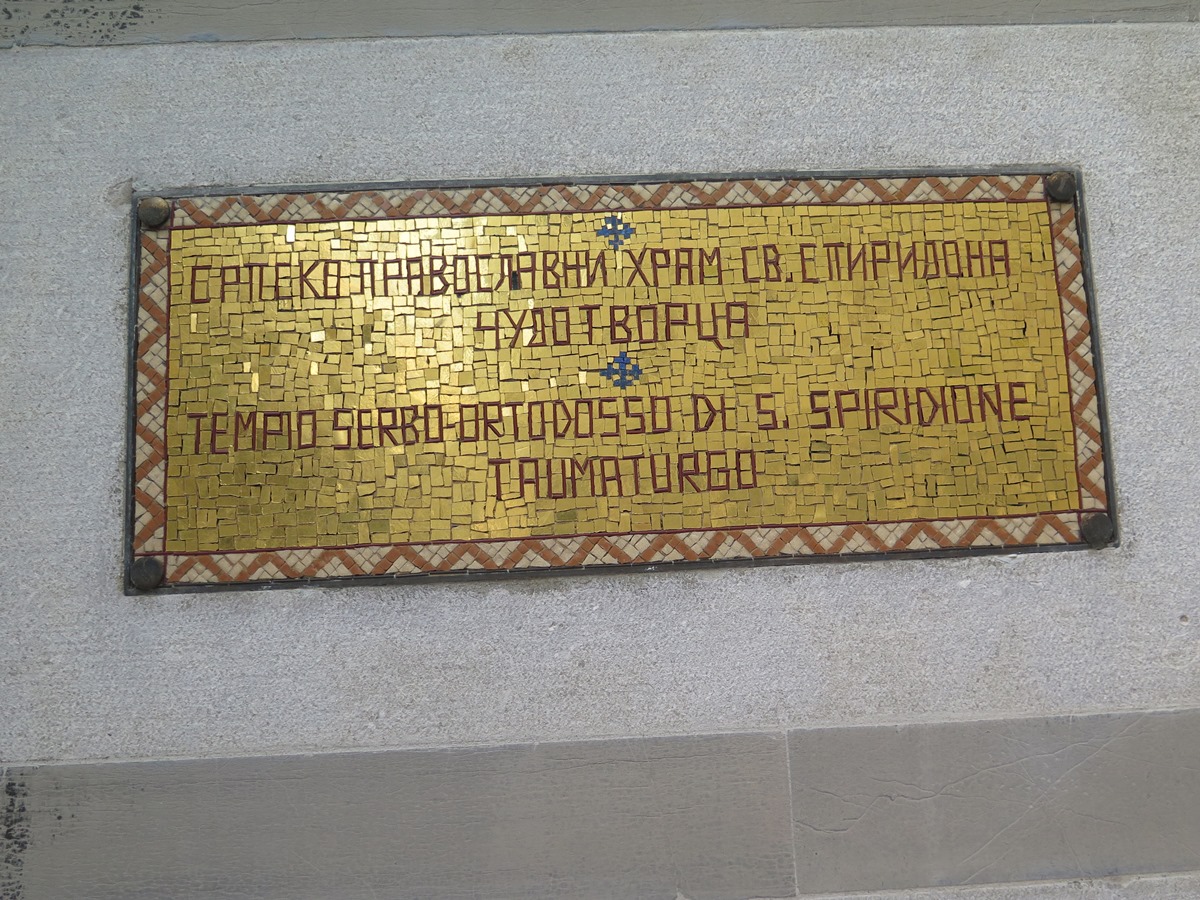 СРПСКО-ПРАВОСЛАВНИ ХРАМ СВ. СПИРИДОНА
ЧУДОТВОРЦА
TEMPIO SERBO-ORTODOSSO DI S. SPIRIDIONE
TAUMATURGO